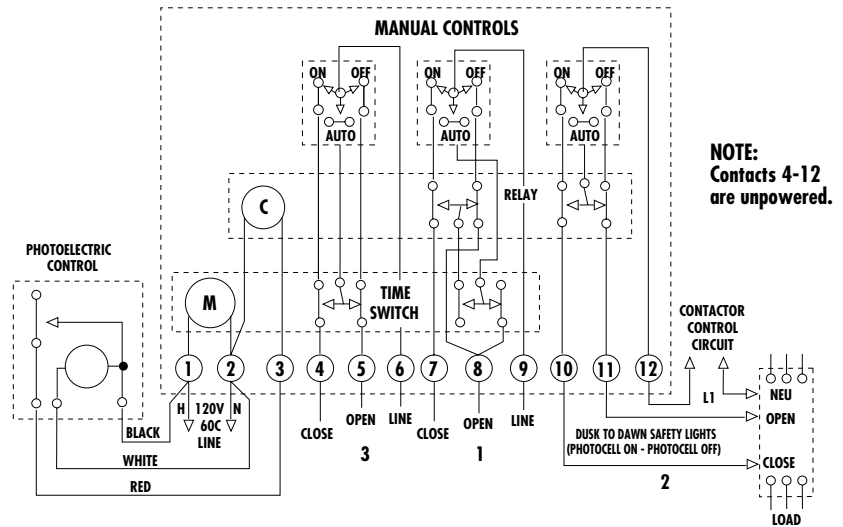 MANUAL CONTROLS
ON OFF
AUTO
ON OFF
AUTO
ON OFF
AUTO
NOTE:
Contacts 4-12
are unpowered.
RELAY
C
PHOTOELECTRIC
CONTROL
M
TIME
SWITCH
CONTACTOR
CONTROL
CIRCUIT
1 2 3 4 5 6 7 8 9 10 11 12
L1
NEU
OPEN
CLOSE
LOAD
H 120V N
60C
LINE
BLACK
WHITE
RED
CLOSE
OPEN
LINE
3
CLOSE
OPEN
LINE
1
DUSK TO DAWN SAFETY LIGHTS
(PHOTOCELL ON - PHOTOCELL OFF)
2